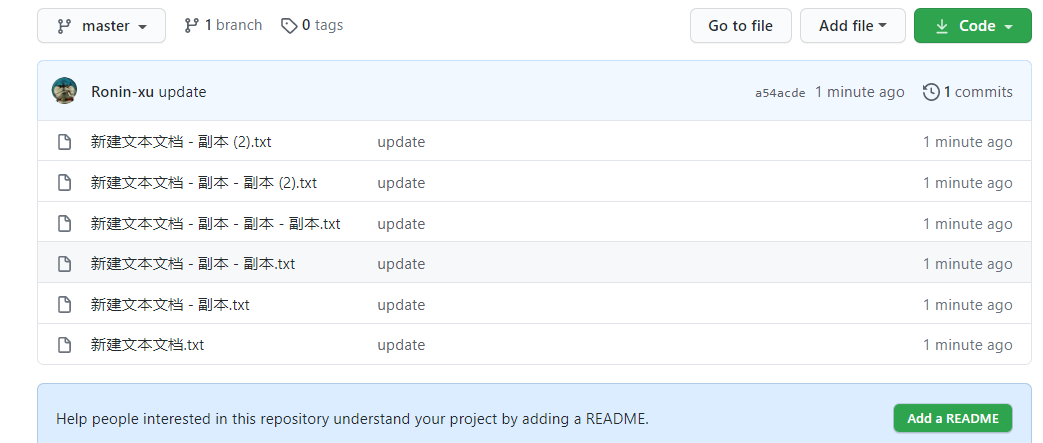 master 1 branch 0 tags Go to file Add file Code
Ronin-xu update a54acde 1 minute ago 1 commits
新建文本文档 - 副本 (2).txt update 1 minute ago
新建文本文档 - 副本 - 副本 (2).txt update 1 minute ago
新建文本文档 - 副本 - 副本 - 副本.txt update 1 minute ago
新建文本文档 - 副本 - 副本.txt update 1 minute ago
新建文本文档 - 副本.txt update 1 minute ago
新建文本文档.txt update 1 minute ago
Help people interested in this repository understand your project by adding a README. Add a README